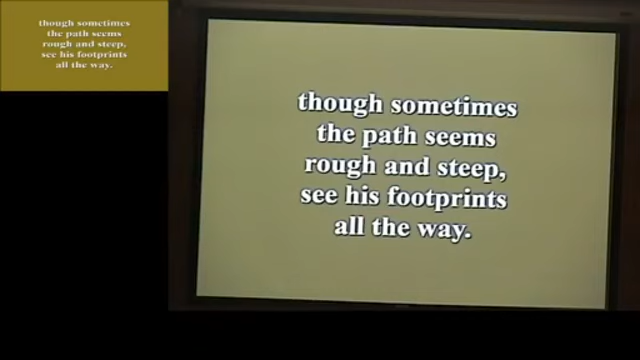 though sometimes
the path seems
rough and steep,
see his footprints
all the way.
though sometimes
the path seems
rough and steep,
see his footprints
all the way.